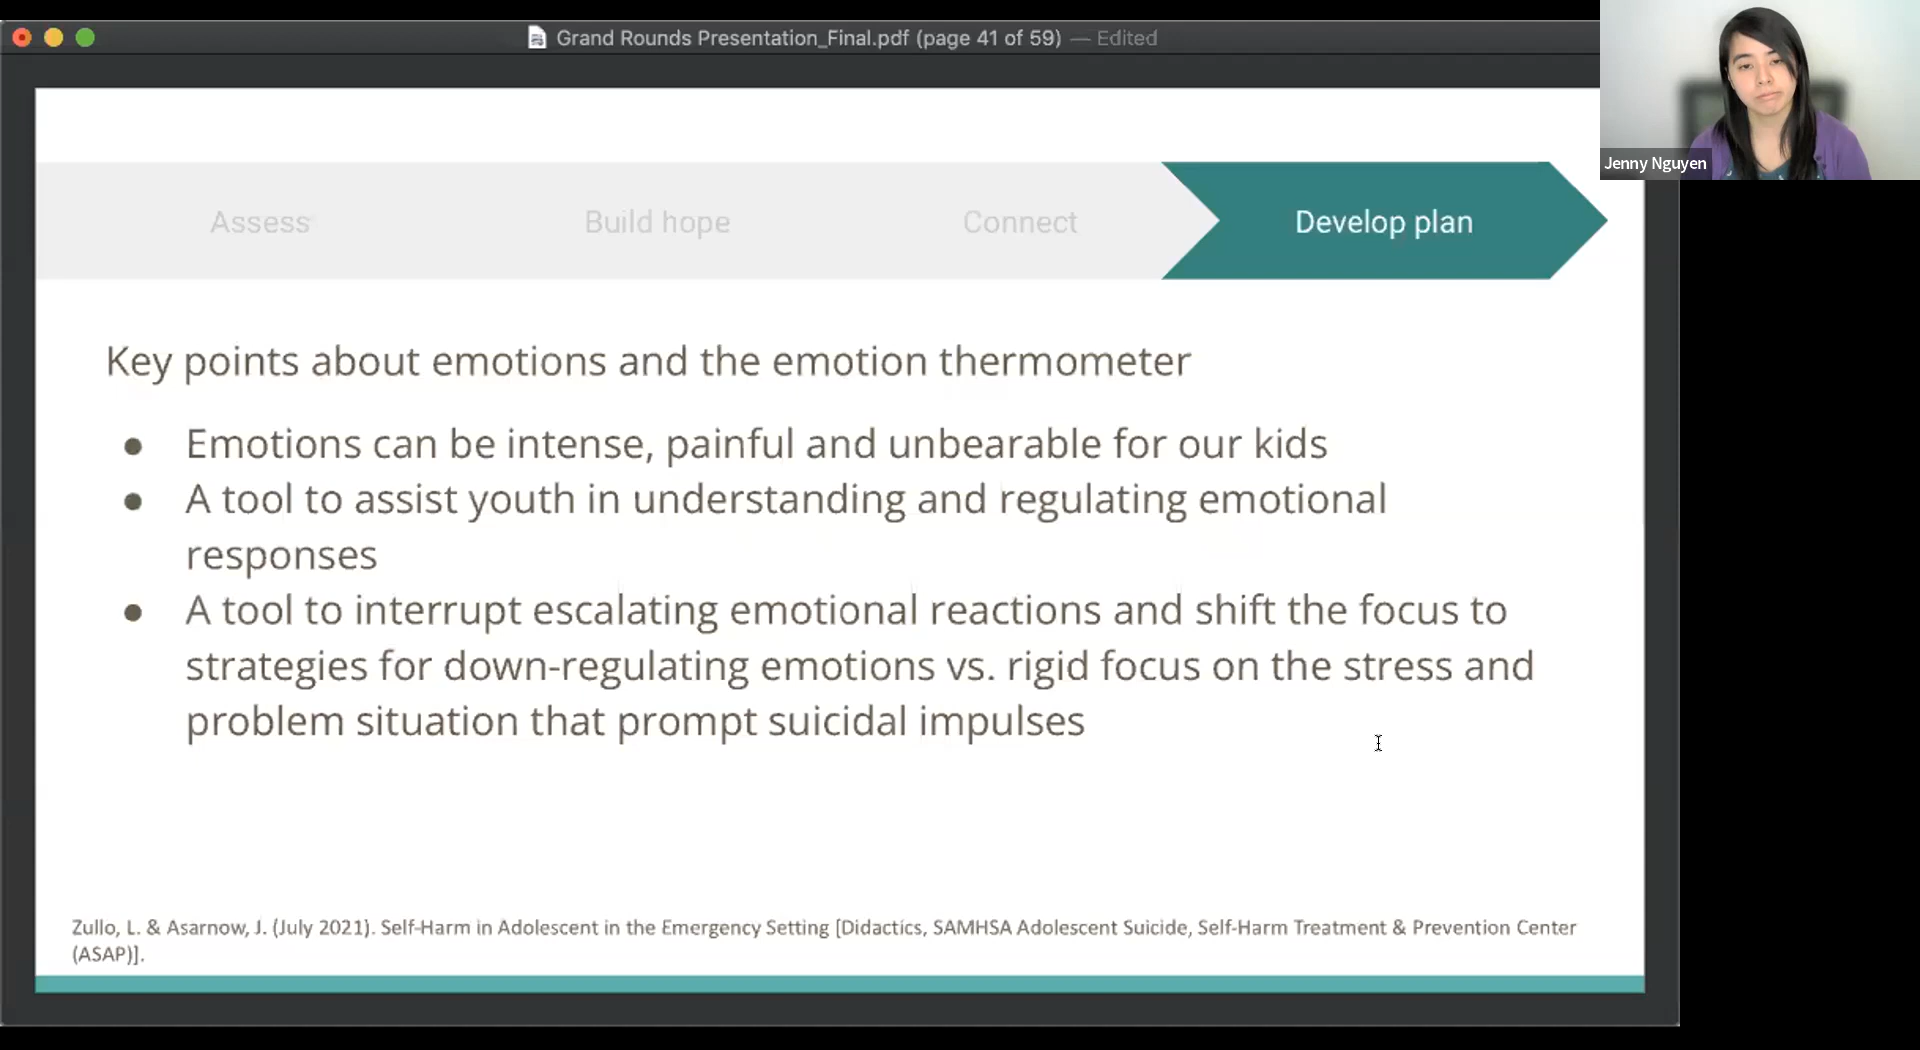 Grand Rounds Presentation_Final.pdf (page 41 of 59) — Edited
Jenny Nguyen
Assess
Build hope
Connect
Develop plan
Key points about emotions and the emotion thermometer
● Emotions can be intense, painful and unbearable for our kids
● A tool to assist youth in understanding and regulating emotional
responses
● A tool to interrupt escalating emotional reactions and shift the focus to
strategies for down-regulating emotions vs. rigid focus on the stress and
problem situation that prompt suicidal impulses
Zullo, L. & Asarnow, J. (July 2021). Self-Harm in Adolescent in the Emergency Setting [Didactics, SAMHSA Adolescent Suicide, Self-Harm Treatment & Prevention Center
(ASAP)].